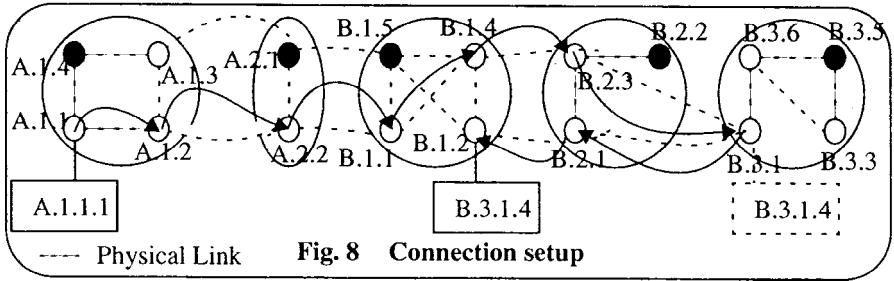 B.1.5 B.1.4 B.2.2 B.3.6 B.3.5
A.1.4 A.1.3 A.2.1 B.2.3
A.1.1 A.1.2 A.2.2 B.1.1 B.1.2 B.2.1 B.3.1 B.3.3
A.1.1.1 B.3.1.4 B.3.1.4
Physical Link Fig. 8 Connection setup